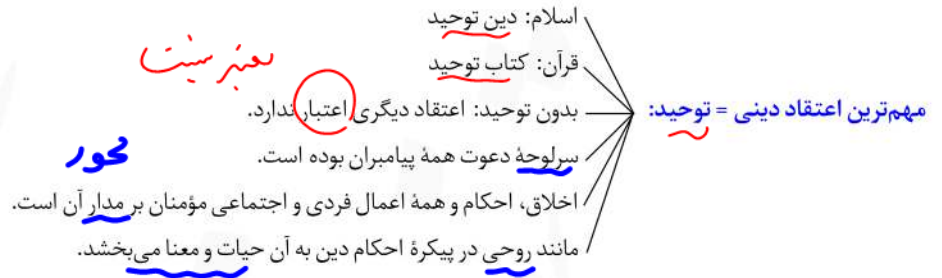 مهم‌ترین اعتقاد دینی = توحید:
اسلام: دین توحید
قرآن: کتاب توحید
معتبر نیست
بدون توحید: اعتقاد دیگری اعتبار ندارد.
سرلوحهٔ دعوت همهٔ پیامبران بوده است.
محور
اخلاق، احکام و همهٔ اعمال فردی و اجتماعی مؤمنان بر مدار آن است.
مانند روحی در پیکرهٔ احکام دین به آن حیات و معنا می‌بخشد.